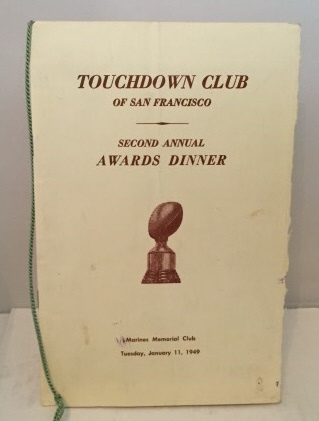 TOUCHDOWN CLUB
OF SAN FRANCISCO
SECOND ANNUAL
AWARDS DINNER
Marines Memorial Club
Tuesday, January 11, 1949